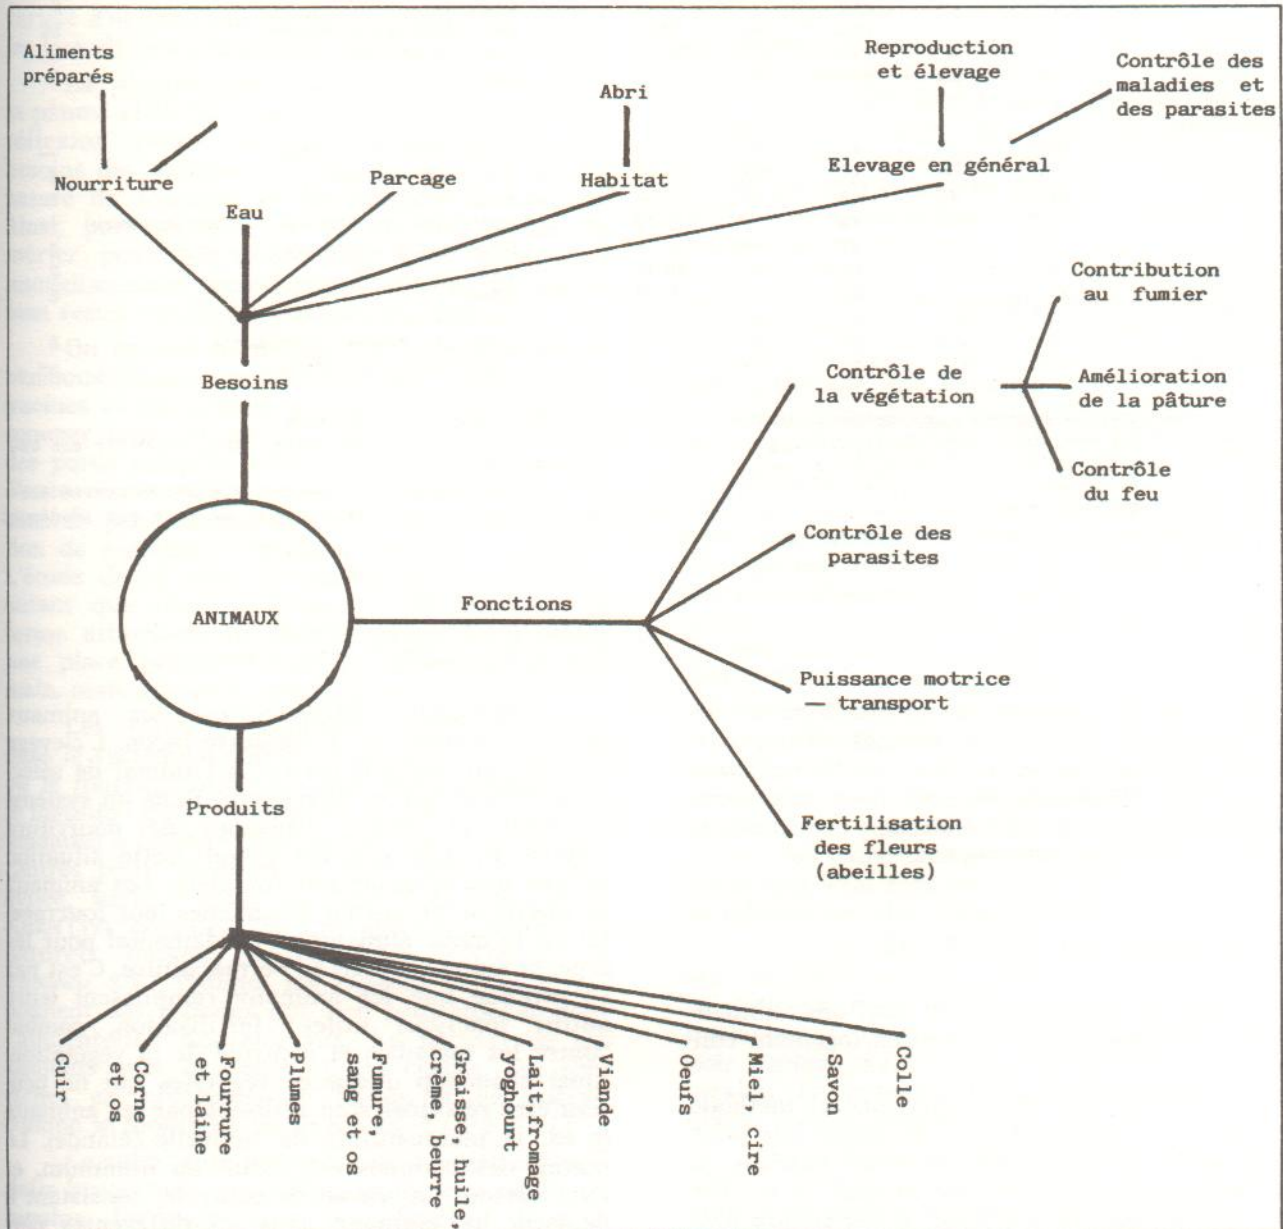 Aliments
préparés
Reproduction
et élevage
Contrôle des
maladies et
des parasites
Abri
Nourriture
Parcage
Habitat
Elevage en général
Eau
Besoins
Contribution
au fumier
Contrôle de
la végétation
Amélioration
de la pâture
Contrôle
du feu
Contrôle des
parasites
ANIMAUX
Fonctions
Puissance motrice
— transport
Produits
Fertilisation
des fleurs
(abeilles)
Cuir
Corne
et os
Fourrure
et laine
Plumes
Fumure,
sang et os
Graisse, huile,
crème, beurre
Lait,fromage
yoghourt
Viande
Oeufs
Miel, cire
Savon
Colle